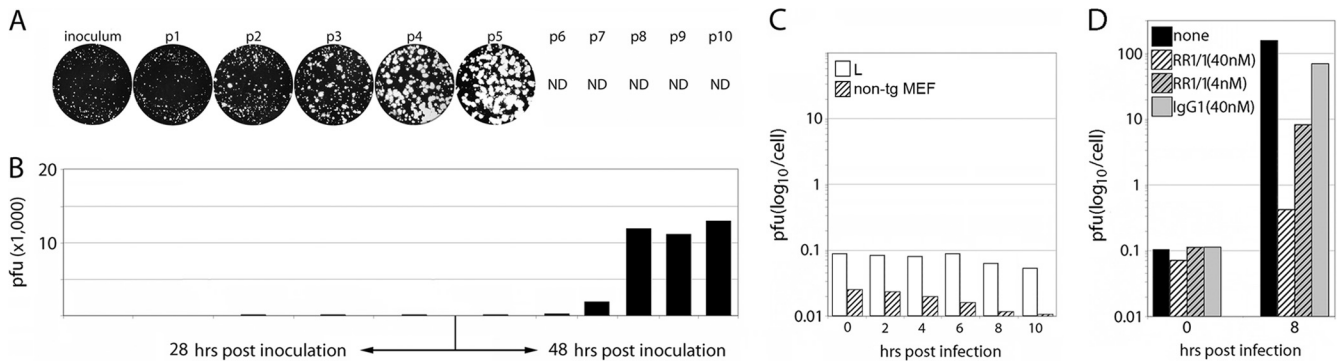 A
inoculum p1 p2 p3 p4 p5 p6 p7 p8 p9 p10
ND ND ND ND ND
B
20
10
pfu (x1,000)
28 hrs post inoculation 48 hrs post inoculation
C
L
non-tg MEF
100
10
1
0.1
0.01
pfu(log10/cell)
0 2 4 6 8 10
hrs post infection
D
none
RR1/1(40nM)
RR1/1(4nM)
IgG1(40nM)
100
10
1
0.1
0.01
pfu(log10/cell)
0 8
hrs post infection